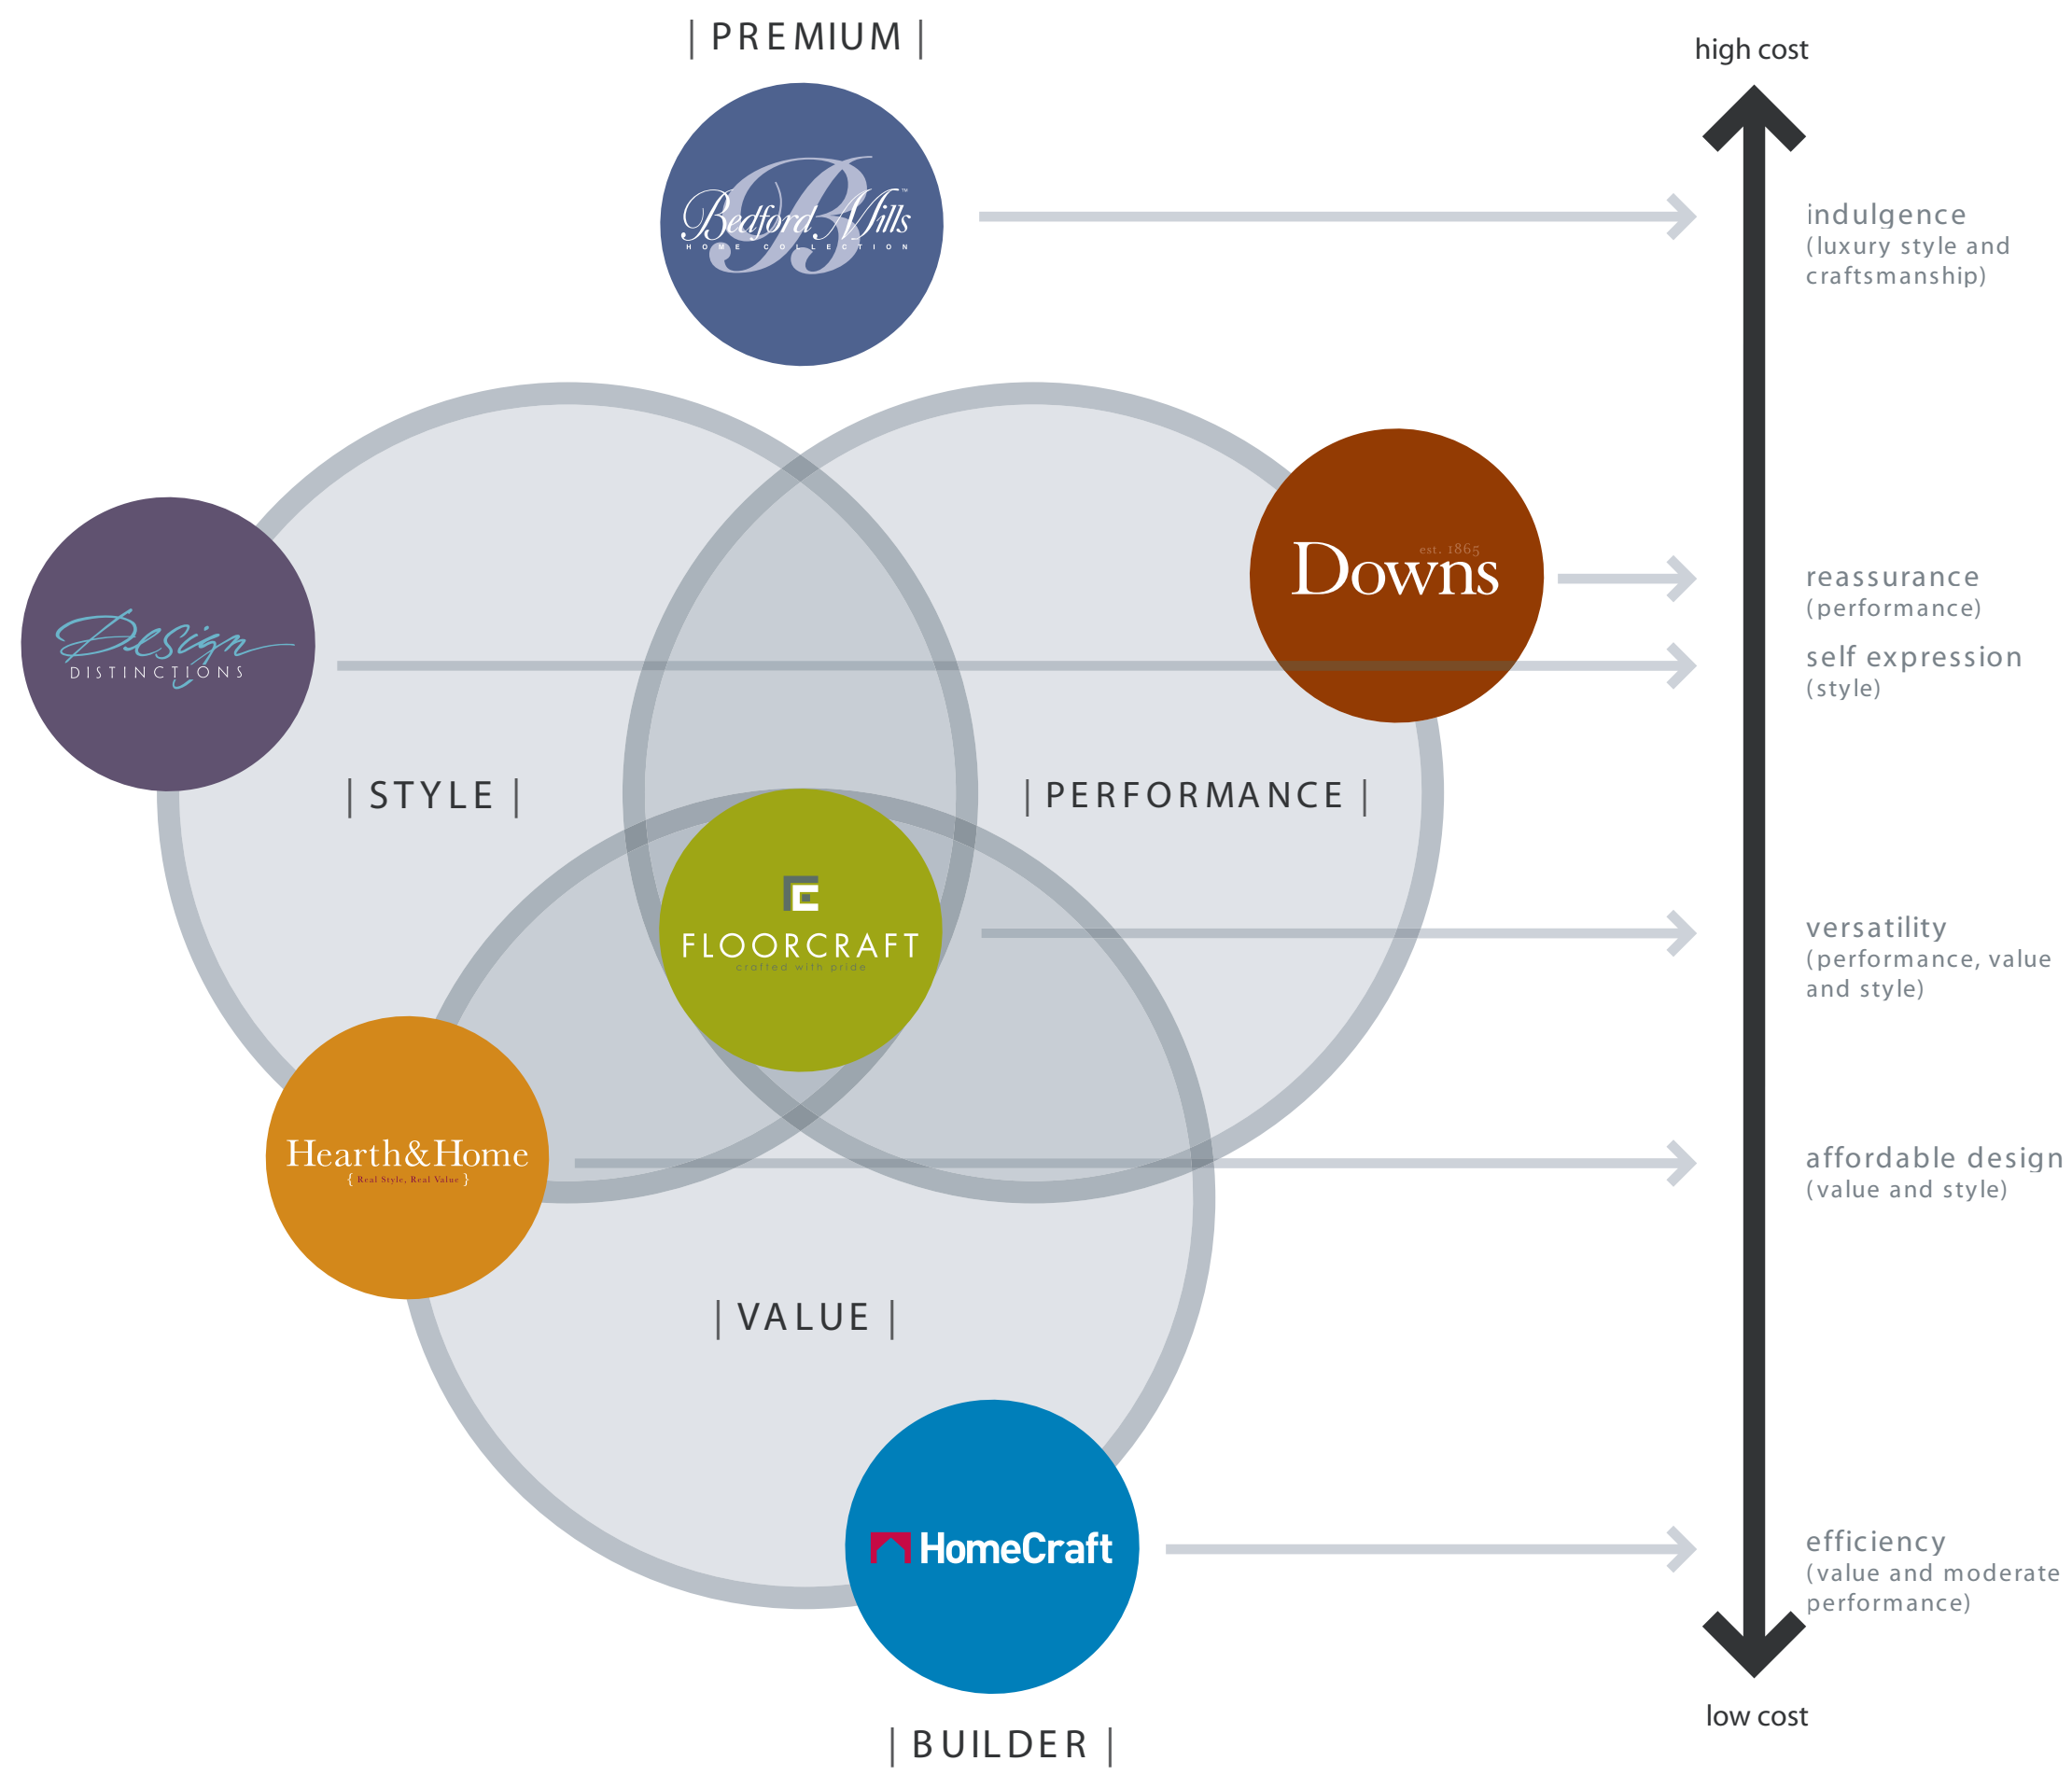 | PREMIUM |
high cost
Bedford Mills™
HOME COLLECTION
indulgence
(luxury style and
craftsmanship)
est. 1865
Downs
reassurance
(performance)
Design
DISTINCTIONS
self expression
(style)
| STYLE |
| PERFORMANCE |
FLOORCRAFT
crafted with pride
versatility
(performance, value
and style)
Hearth&Home
{ Real Style, Real Value }
affordable design
(value and style)
| VALUE |
HomeCraft
efficiency
(value and moderate
performance)
low cost
| BUILDER |